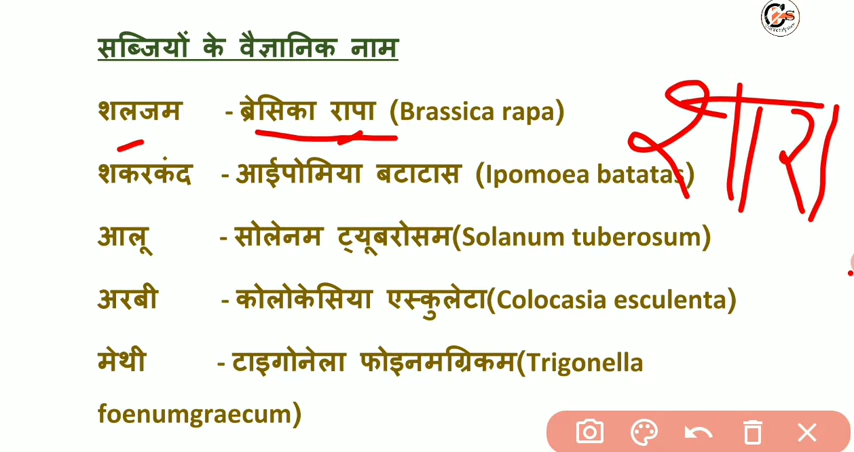 सब्जियों के वैज्ञानिक नाम
शलजम - ब्रेसिका रापा (Brassica rapa)
शकरकंद - आईपोमिया बटाटास (Ipomoea batatas)
आलू - सोलेनम ट्यूबरोसम(Solanum tuberosum)
अरबी - कोलोकेसिया एस्कुलेटा(Colocasia esculenta)
मेथी - टाइगोनेला फोइनमग्रिकम(Trigonella
foenumgraecum)